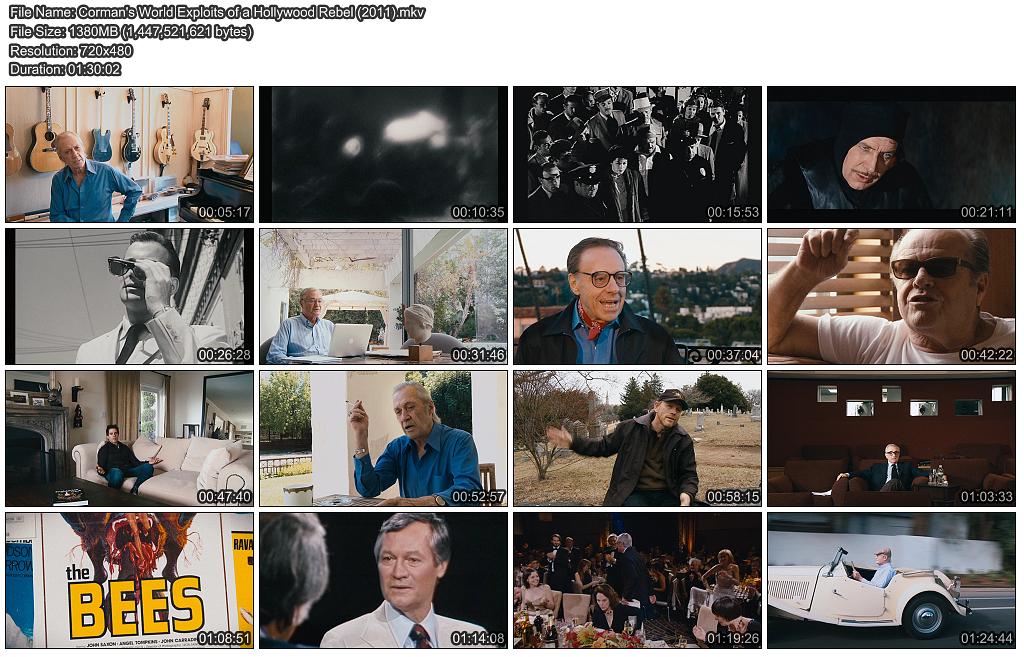 File Name: Corman's World Exploits of a Hollywood Rebel (2011).mkv
File Size: 1380MB (1,447,521,621 bytes)
Resolution: 720x480
Duration: 01:30:02
00:05:17
00:10:35
00:15:53
00:21:11
00:26:28
00:31:46
00:37:04
00:42:22
00:47:40
00:52:57
00:58:15
01:03:33
the
BEES
JOHN SAXON · ANGEL TOMPKINS · JOHN CARRADINE
01:08:51
01:14:08
01:19:26
01:24:44